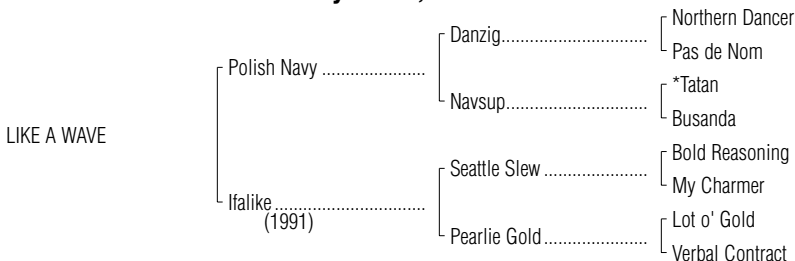 Northern Dancer
Danzig
Pas de Nom
Polish Navy
*Tatan
Navsup
Busanda
LIKE A WAVE
Bold Reasoning
Seattle Slew
My Charmer
Ifalike
(1991)
Lot o' Gold
Pearlie Gold
Verbal Contract